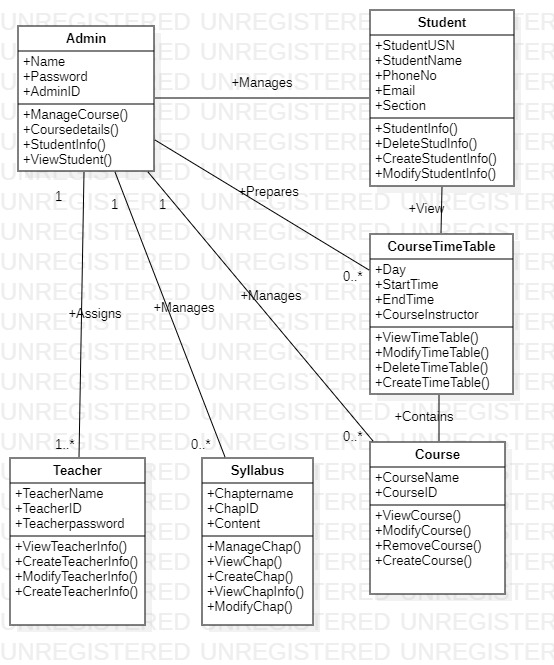 Admin
+Name
+Password
+AdminID
+ManageCourse()
+Coursedetails()
+StudentInfo()
+ViewStudent()
Student
+StudentUSN
+StudentName
+PhoneNo
+Email
+Section
+StudentInfo()
+DeleteStudInfo()
+CreateStudentInfo()
+ModifyStudentInfo()
+Manages
+Prepares
0..*
+View
1
1
1
CourseTimeTable
+Day
+StartTime
+EndTime
+CourseInstructor
+ViewTimeTable()
+ModifyTimeTable()
+DeleteTimeTable()
+CreateTimeTable()
+Assigns
+Manages
+Manages
+Contains
1..*
0..*
0..*
Teacher
+TeacherName
+TeacherID
+Teacherpassword
+ViewTeacherInfo()
+CreateTeacherInfo()
+ModifyTeacherInfo()
+CreateTeacherInfo()
Syllabus
+Chaptername
+ChapID
+Content
+ManageChap()
+ViewChap()
+CreateChap()
+ViewChapInfo()
+ModifyChap()
Course
+CourseName
+CourseID
+ViewCourse()
+ModifyCourse()
+RemoveCourse()
+CreateCourse()
UNREGISTERED